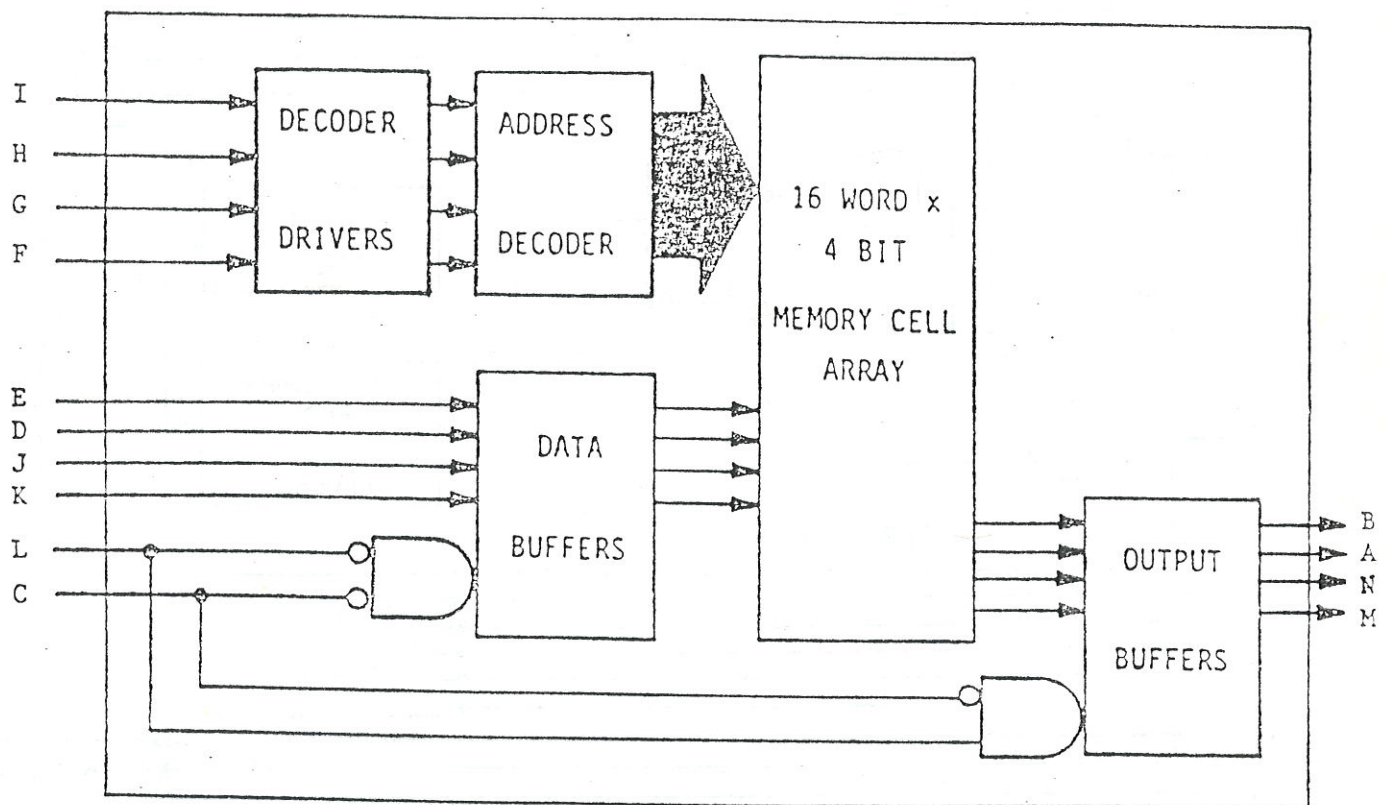 I
H
G
F
DECODER
DRIVERS
ADDRESS
DECODER
16 WORD x
4 BIT
MEMORY CELL
ARRAY
E
D
J
K
L
C
DATA
BUFFERS
OUTPUT
BUFFERS
B
A
N
M